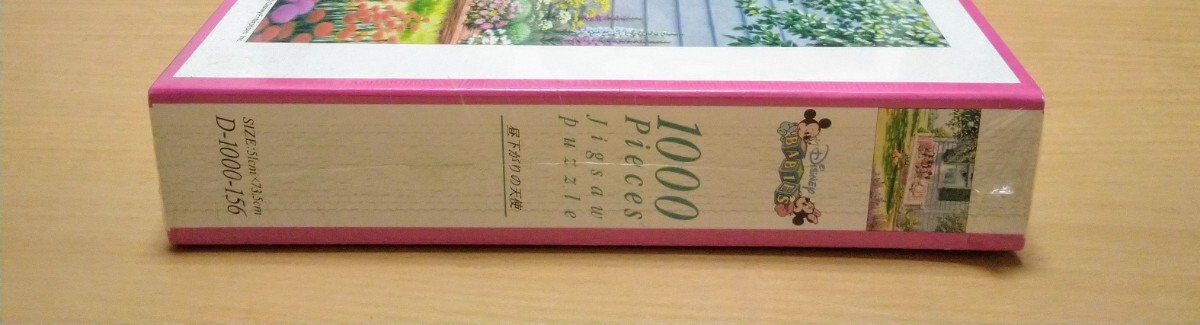 DISNEY
BABIES
1000
Pieces
Jigsaw
puzzle
昼下がりの天使
SIZE:51cm×73.5cm
D-1000-156